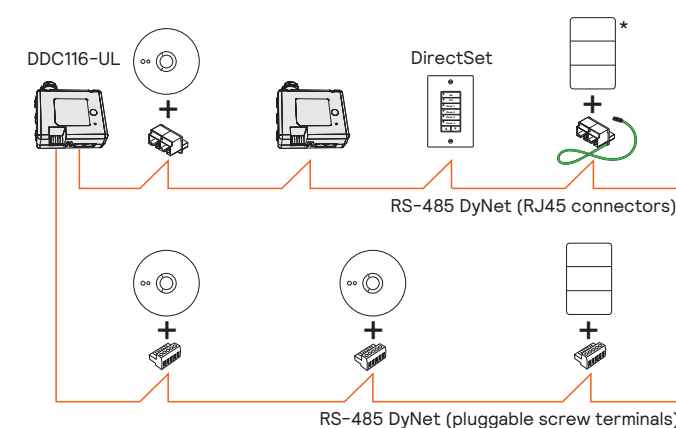 DDC116-UL
DirectSet
*
RS-485 DyNet (RJ45 connectors)
RS-485 DyNet (pluggable screw terminals)